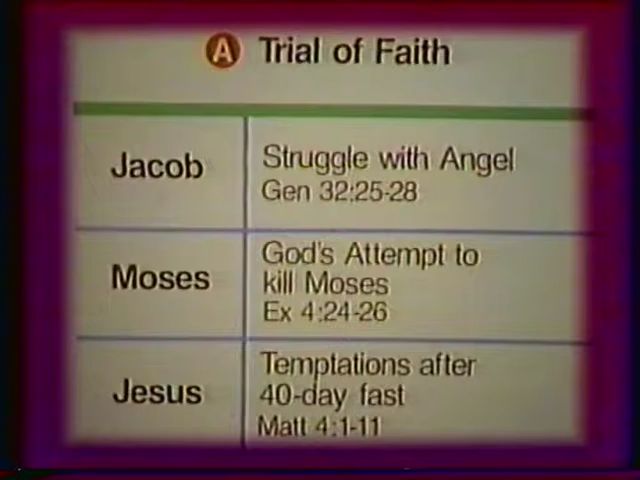 A Trial of Faith
Jacob
Struggle with Angel
Gen 32:25-28
Moses
God's Attempt to
kill Moses
Ex 4:24-26
Jesus
Temptations after
40-day fast
Matt 4:1-11